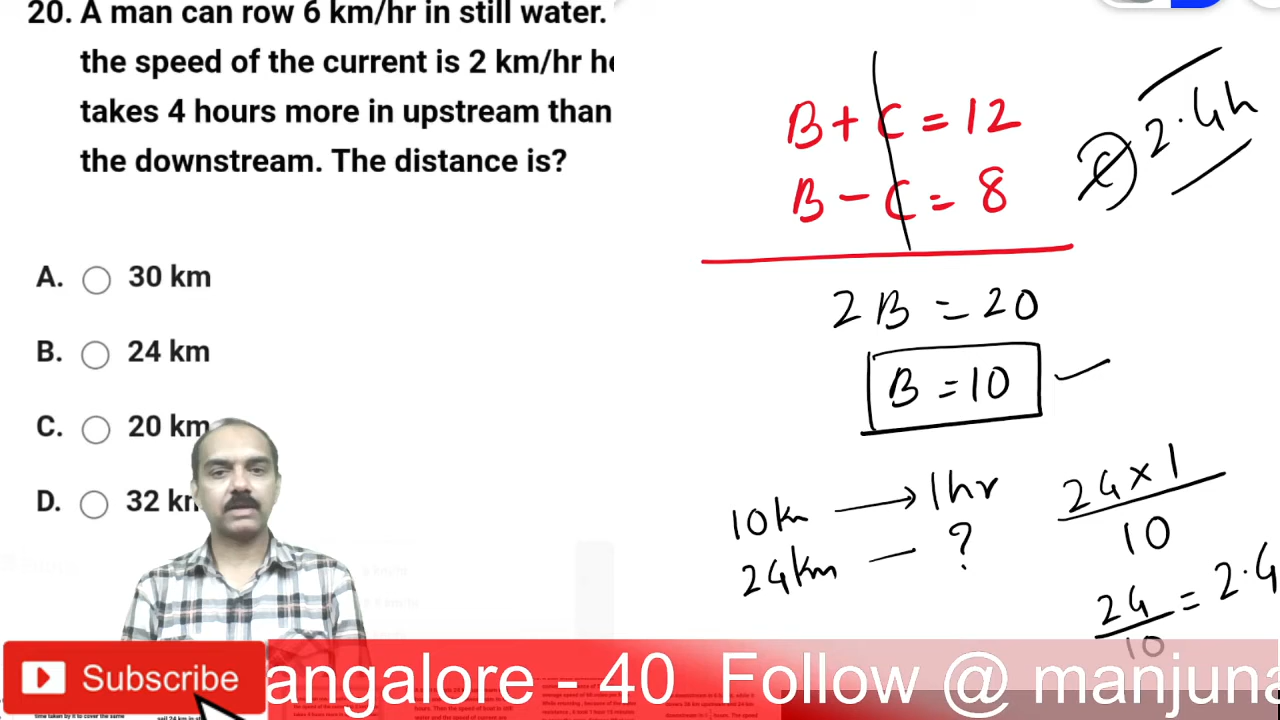 20. A man can row 6 km/hr in still water.
the speed of the current is 2 km/hr he
takes 4 hours more in upstream than
the downstream. The distance is?
A. 30 km
B. 24 km
C. 20 km
D. 32 km
B + C = 12
B - C = 8
2B = 20
B = 10
C) 2.4h
10km → 1hr
24km — ?
24 × 1
10
24
10
= 2.4
Subscribe
angalore - 40 Follow @ manjun